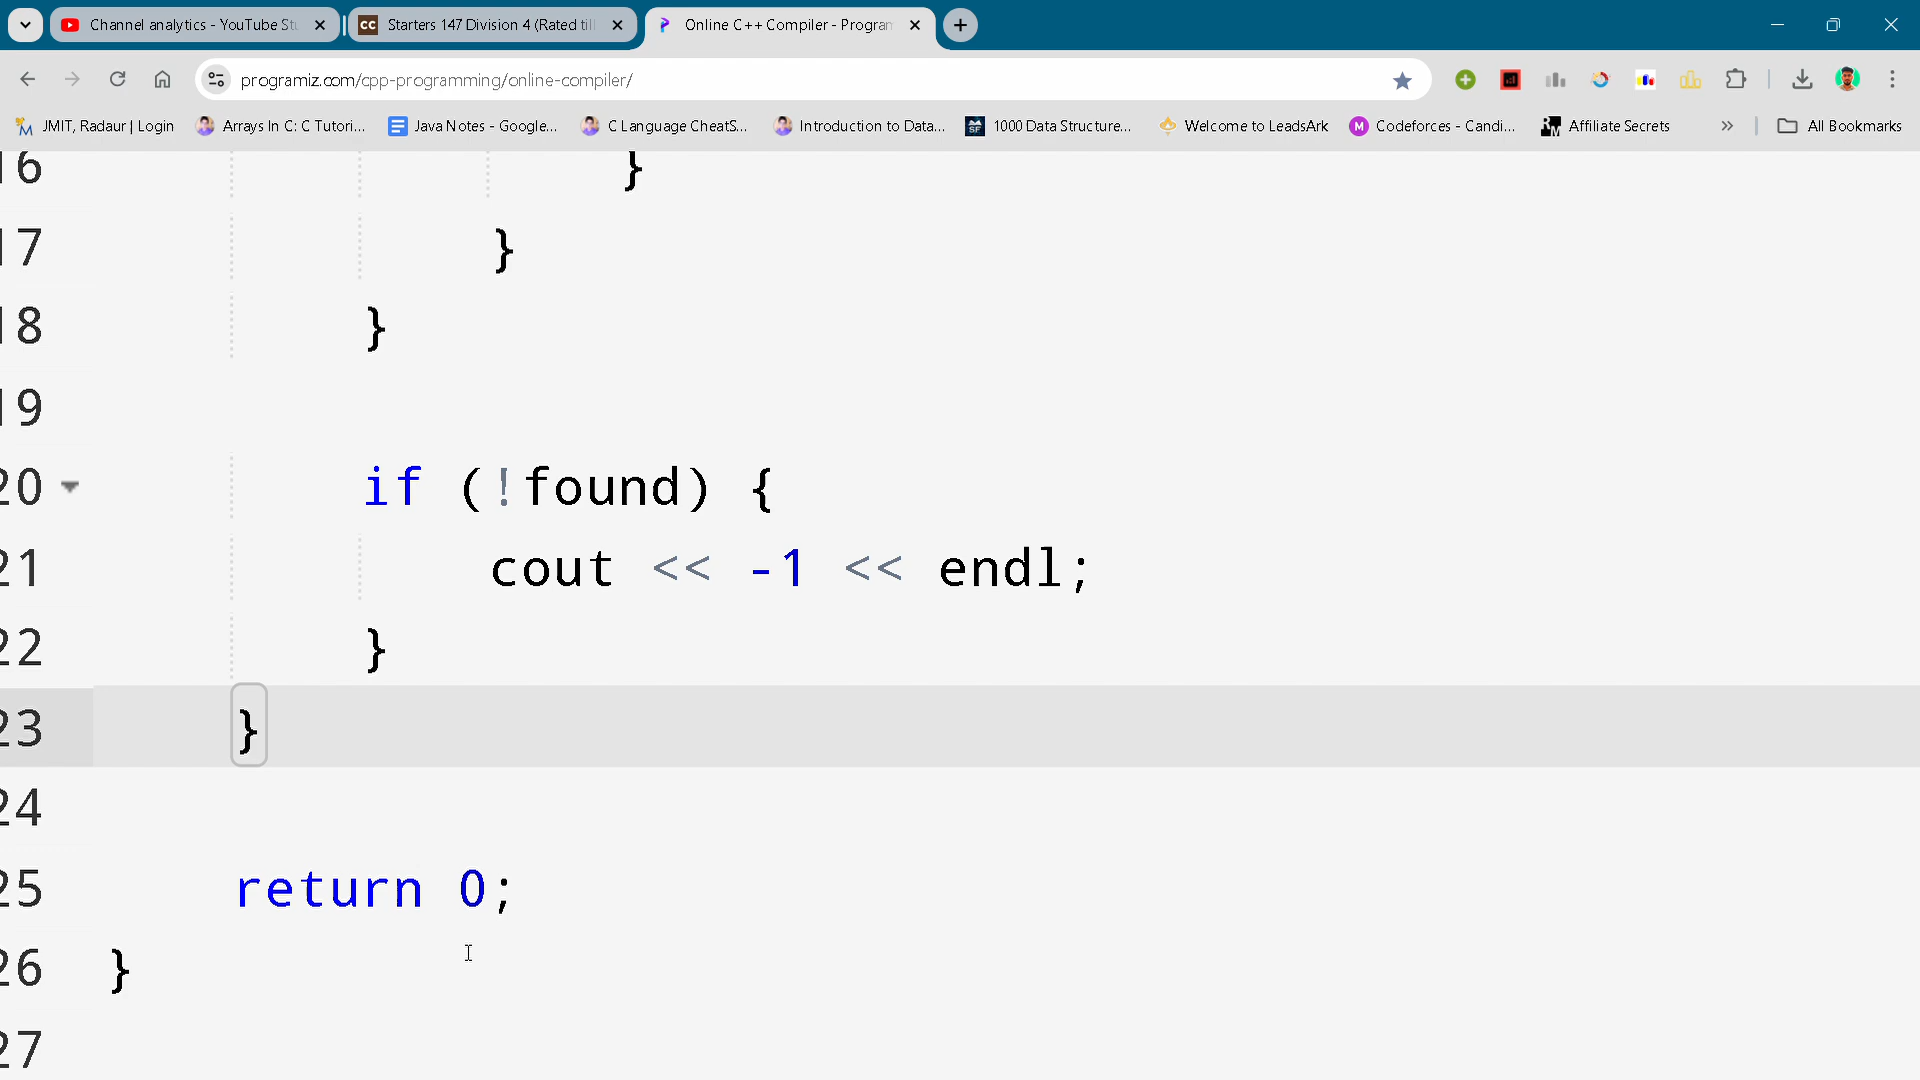 Channel analytics - YouTube Stu
Starters 147 Division 4 (Rated till
Online C++ Compiler - Program
programiz.com/cpp-programming/online-compiler/
JMIT, Radaur | Login
Arrays In C: C Tutori...
Java Notes - Google...
C Language CheatS...
Introduction to Data...
1000 Data Structure...
Welcome to LeadsArk
Codeforces - Candi...
Affiliate Secrets
All Bookmarks
16 }
17 }
18 }
19
20 if (!found) {
21 cout << -1 << endl;
22 }
23 }
24
25 return 0;
26 }
27